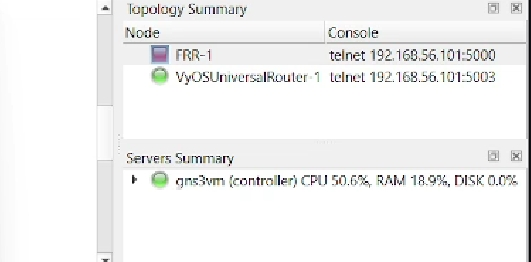 Topology Summary
Node Console
FRR-1 telnet 192.168.56.101:5000
VyOSUniversalRouter-1 telnet 192.168.56.101:5003
Servers Summary
gns3vm (controller) CPU 50.6%, RAM 18.9%, DISK 0.0%